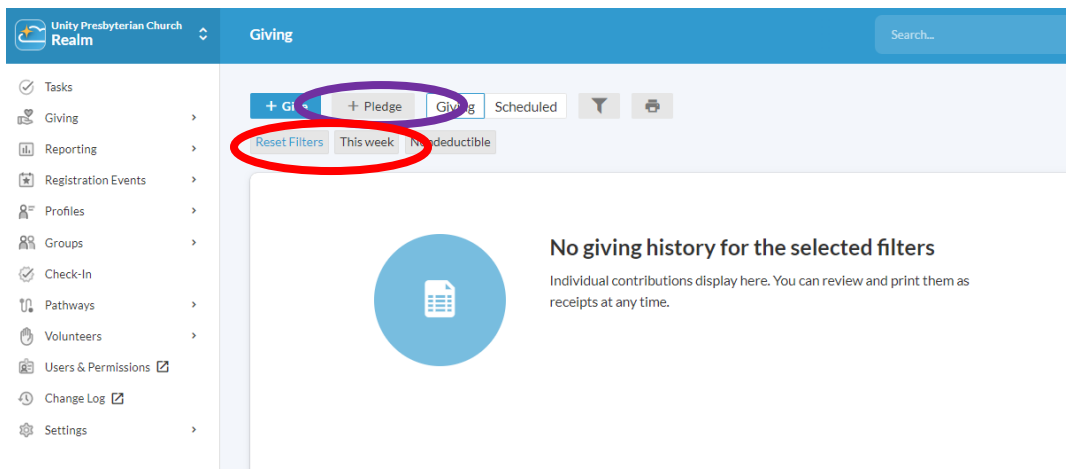 Unity Presbyterian Church
Realm
Giving
Search...
Tasks
Giving
Reporting
Registration Events
Profiles
Groups
Check-In
Pathways
Volunteers
Users & Permissions
Change Log
Settings
+ Give + Pledge Giving Scheduled
Reset Filters This week Nondeductible
No giving history for the selected filters
Individual contributions display here. You can review and print them as
receipts at any time.